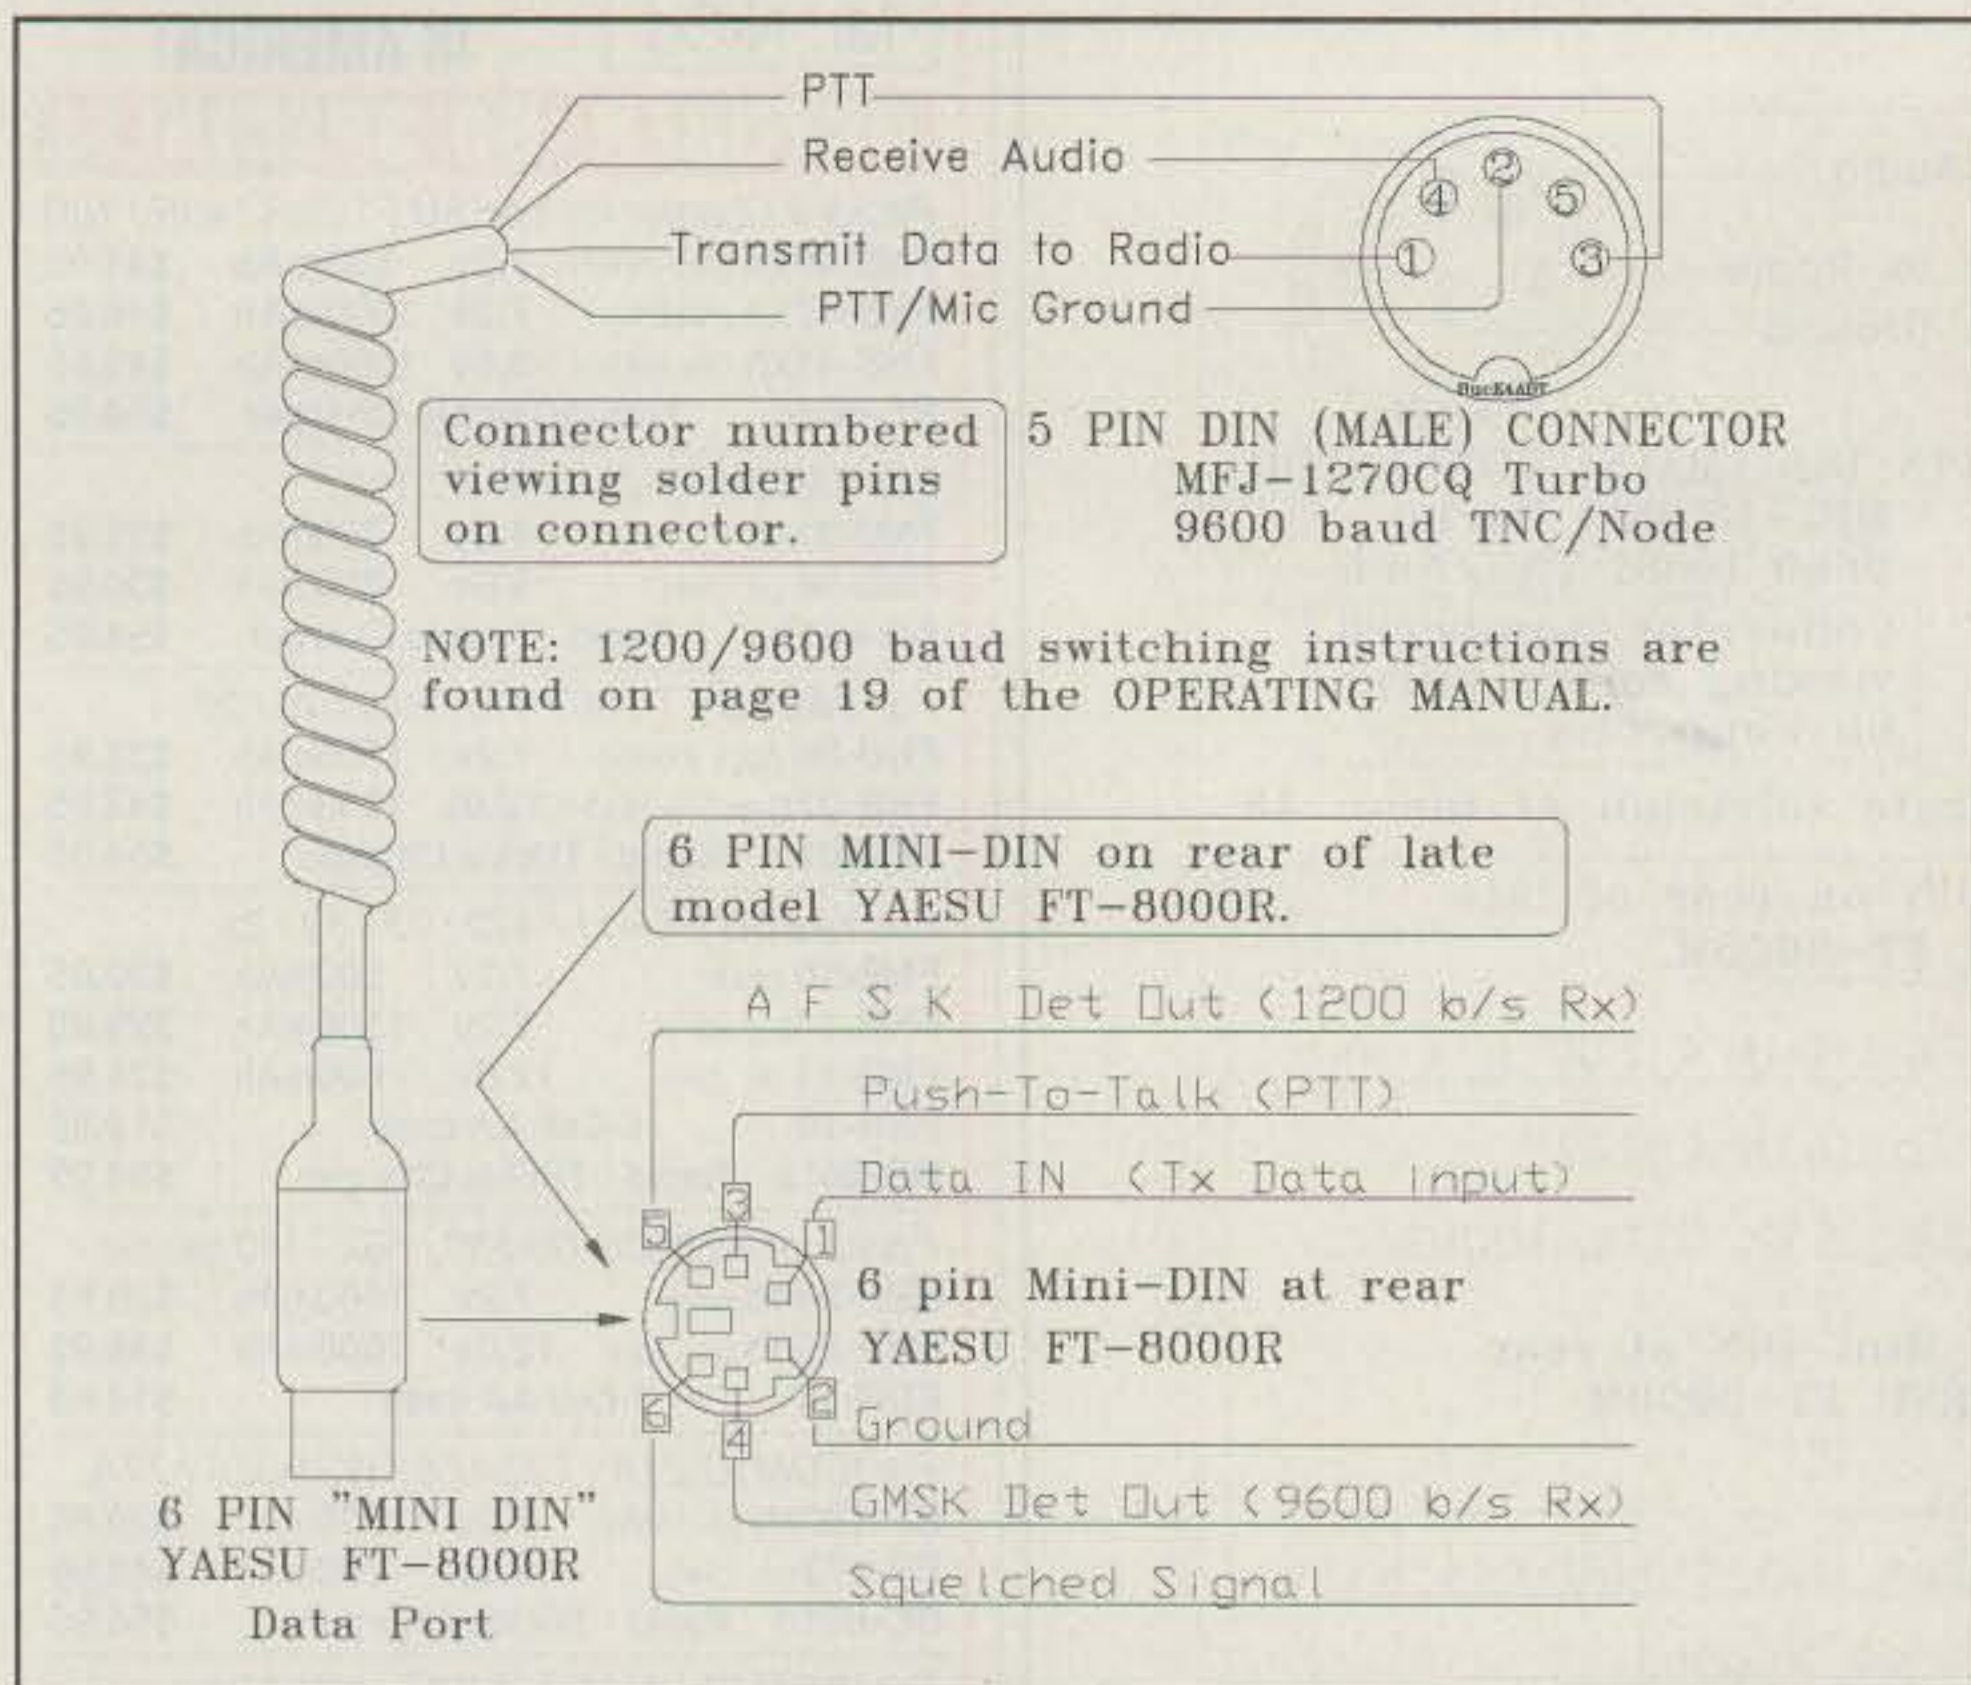 PTT
Receive Audio
Transmit Data to Radio
PTT/Mic Ground
4 2 5
1 3
Connector numbered
viewing solder pins
on connector.
5 PIN DIN (MALE) CONNECTOR
MFJ-1270CQ Turbo
9600 baud TNC/Node
NOTE: 1200/9600 baud switching instructions are
found on page 19 of the OPERATING MANUAL.
6 PIN MINI-DIN on rear of late
model YAESU FT-8000R.
A F S K Det Out (1200 b/s Rx)
Push-To-Talk (PTT)
Data IN (Tx Data input)
5 3 1
6 pin Mini-DIN at rear
YAESU FT-8000R
6 4 2
Ground
GMSK Det Out (9600 b/s Rx)
Squelched Signal
6 PIN "MINI DIN"
YAESU FT-8000R
Data Port